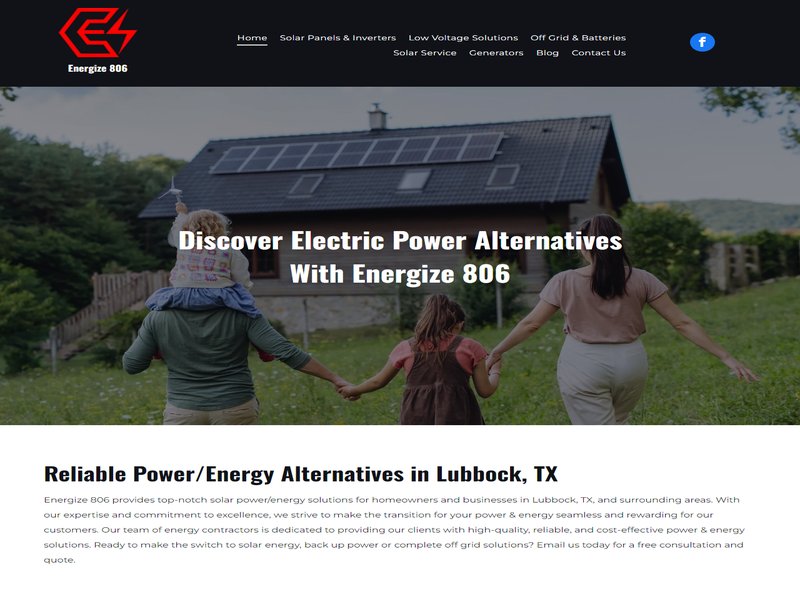 Energize 806
Home Solar Panels & Inverters Low Voltage Solutions Off Grid & Batteries
Solar Service Generators Blog Contact Us
Discover Electric Power Alternatives
With Energize 806
Reliable Power/Energy Alternatives in Lubbock, TX
Energize 806 provides top-notch solar power/energy solutions for homeowners and businesses in Lubbock, TX, and surrounding areas. With
our expertise and commitment to excellence, we strive to make the transition for your power & energy seamless and rewarding for our
customers. Our team of energy contractors is dedicated to providing our clients with high-quality, reliable, and cost-effective power & energy
solutions. Ready to make the switch to solar energy, back up power or complete off grid solutions? Email us today for a free consultation and
quote.